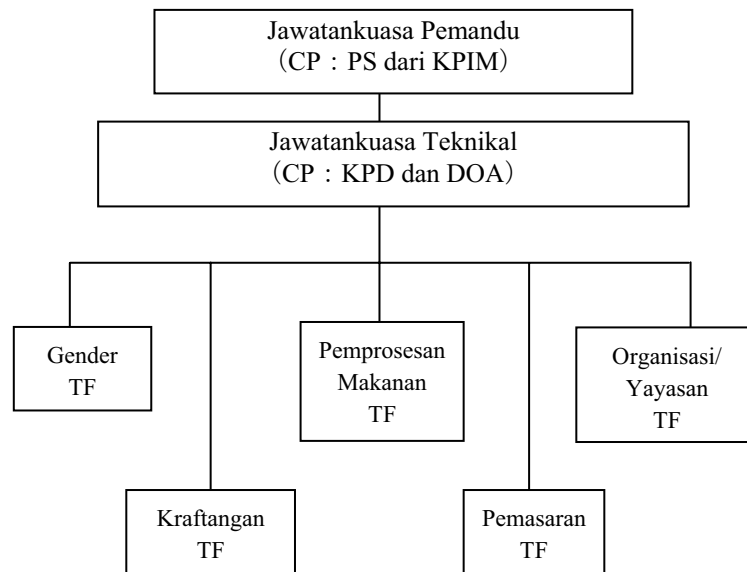 Jawatankuasa Pemandu
（CP：PS dari KPIM）
Jawatankuasa Teknikal
（CP：KPD dan DOA）
Gender
TF
Pemprosesan
Makanan
TF
Organisasi/
Yayasan
TF
Kraftangan
TF
Pemasaran
TF